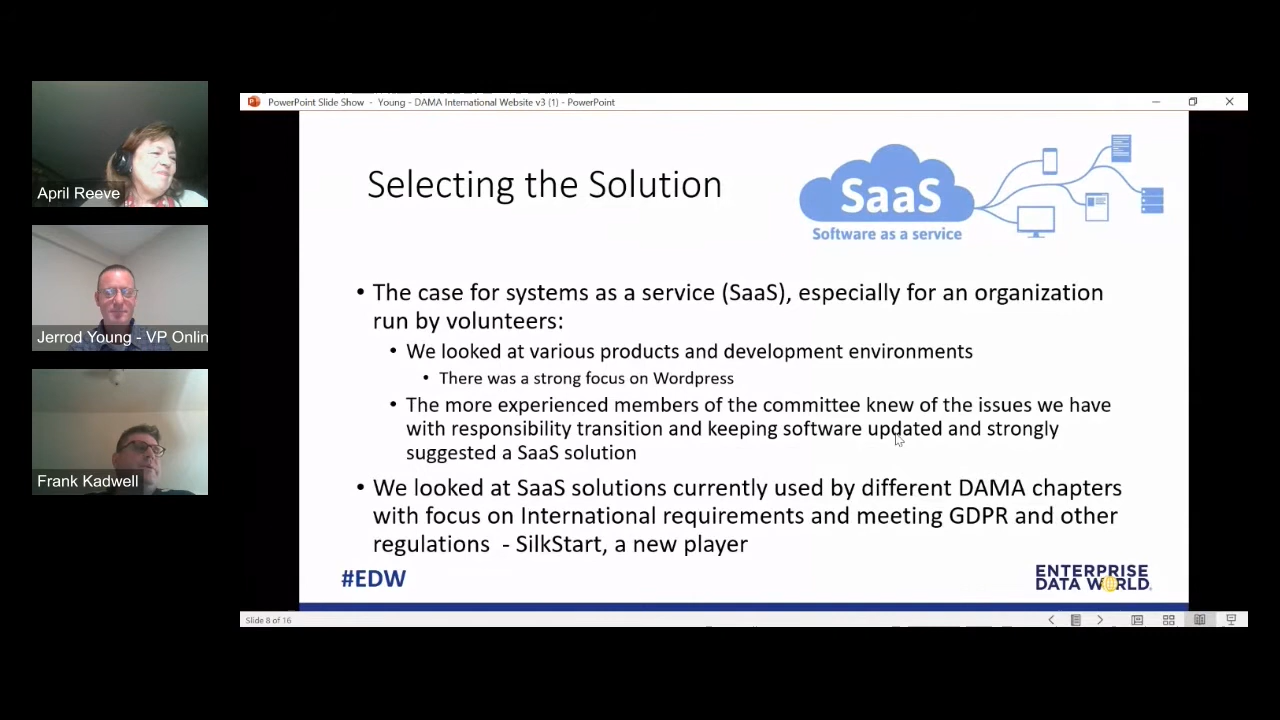 PowerPoint Slide Show - Young - DAMA International Website v3 (1) - PowerPoint
April Reeve
Jerrod Young - VP Onlin
Frank Kadwell
Selecting the Solution
SaaS
Software as a service
• The case for systems as a service (SaaS), especially for an organization
run by volunteers:
• We looked at various products and development environments
• There was a strong focus on Wordpress
• The more experienced members of the committee knew of the issues we have
with responsibility transition and keeping software updated and strongly
suggested a SaaS solution
• We looked at SaaS solutions currently used by different DAMA chapters
with focus on International requirements and meeting GDPR and other
regulations - SilkStart, a new player
#EDW
ENTERPRISE
DATA WORLD
Slide 8 of 16